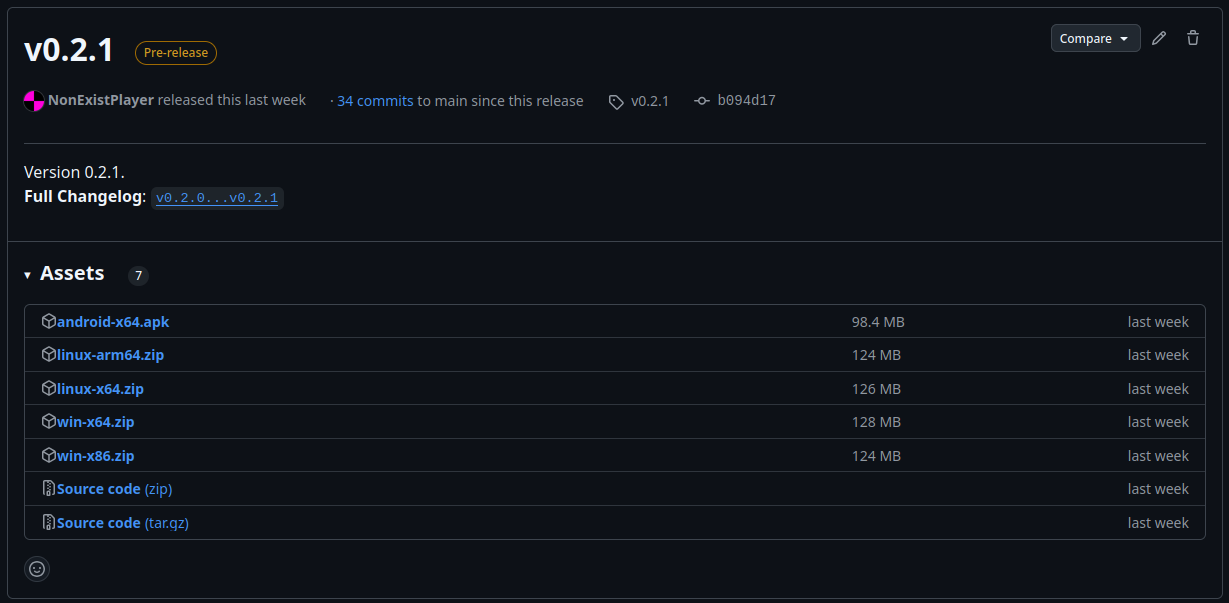 v0.2.1 Pre-release Compare
NonExistPlayer released this last week · 34 commits to main since this release v0.2.1 b094d17
Version 0.2.1.
Full Changelog: v0.2.0...v0.2.1
Assets 7
android-x64.apk 98.4 MB last week
linux-arm64.zip 124 MB last week
linux-x64.zip 126 MB last week
win-x64.zip 128 MB last week
win-x86.zip 124 MB last week
Source code (zip) last week
Source code (tar.gz) last week